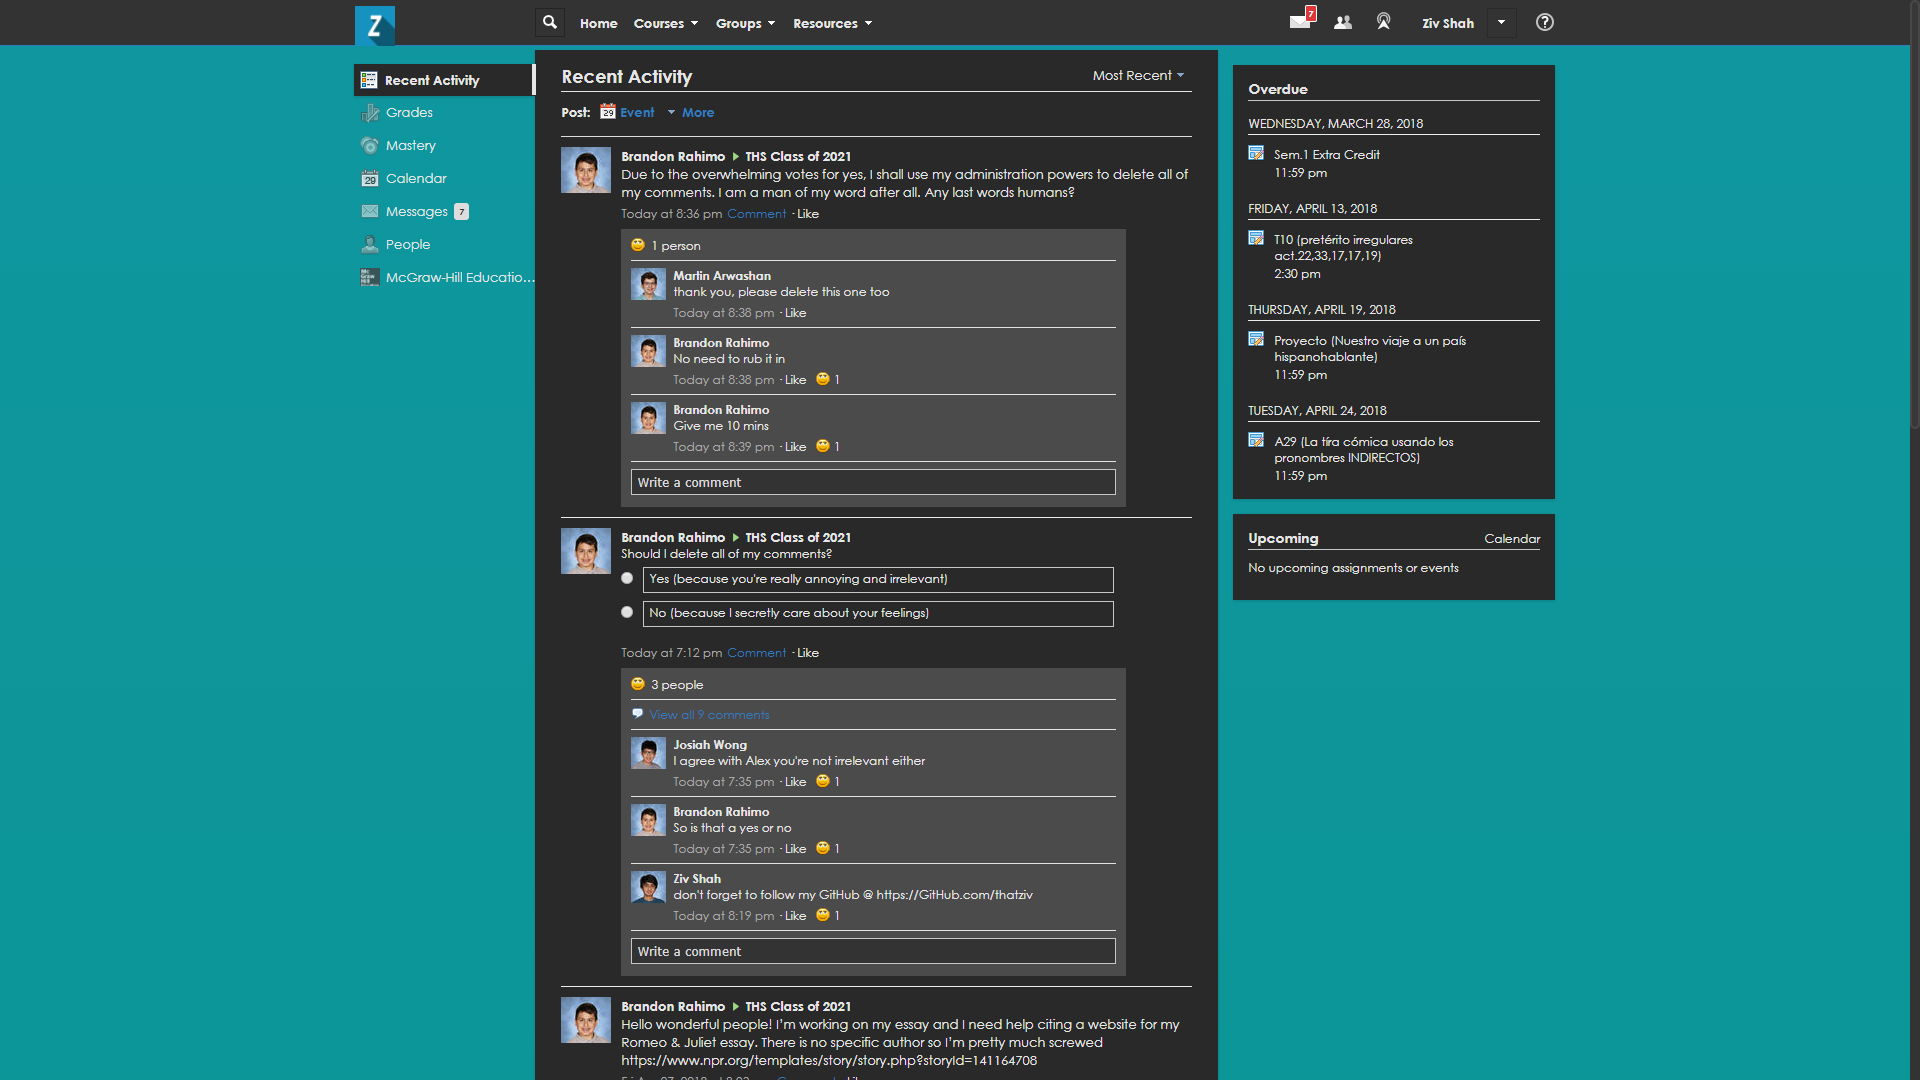 Z
Home Courses Groups Resources
7
Ziv Shah
Recent Activity
Grades
Mastery
29 Calendar
Messages 7
People
McGraw-Hill Educatio...
Recent Activity
Most Recent
Post: 29 Event More
Brandon Rahimo THS Class of 2021
Due to the overwhelming votes for yes, I shall use my administration powers to delete all of
my comments. I am a man of my word after all. Any last words humans?
Today at 8:36 pm Comment · Like
1 person
Marlin Arwashan
thank you, please delete this one too
Today at 8:38 pm · Like
Brandon Rahimo
No need to rub it in
Today at 8:38 pm · Like 1
Brandon Rahimo
Give me 10 mins
Today at 8:39 pm · Like 1
Write a comment
Brandon Rahimo THS Class of 2021
Should I delete all of my comments?
Yes (because you're really annoying and irrelevant)
No (because I secretly care about your feelings)
Today at 7:12 pm Comment · Like
3 people
View all 9 comments
Josiah Wong
I agree with Alex you're not irrelevant either
Today at 7:35 pm · Like 1
Brandon Rahimo
So is that a yes or no
Today at 7:35 pm · Like 1
Ziv Shah
don't forget to follow my GitHub @ https://GitHub.com/thatziv
Today at 8:19 pm · Like 1
Write a comment
Brandon Rahimo THS Class of 2021
Hello wonderful people! I'm working on my essay and I need help citing a website for my
Romeo & Juliet essay. There is no specific author so I'm pretty much screwed
https://www.npr.org/templates/story/story.php?storyId=141164708
Overdue
WEDNESDAY, MARCH 28, 2018
Sem.1 Extra Credit
11:59 pm
FRIDAY, APRIL 13, 2018
T10 (pretérito irregulares
act.22,33,17,17,19)
2:30 pm
THURSDAY, APRIL 19, 2018
Proyecto (Nuestro viaje a un país
hispanohablante)
11:59 pm
TUESDAY, APRIL 24, 2018
A29 (La tíra cómica usando los
pronombres INDIRECTOS)
11:59 pm
Upcoming
Calendar
No upcoming assignments or events